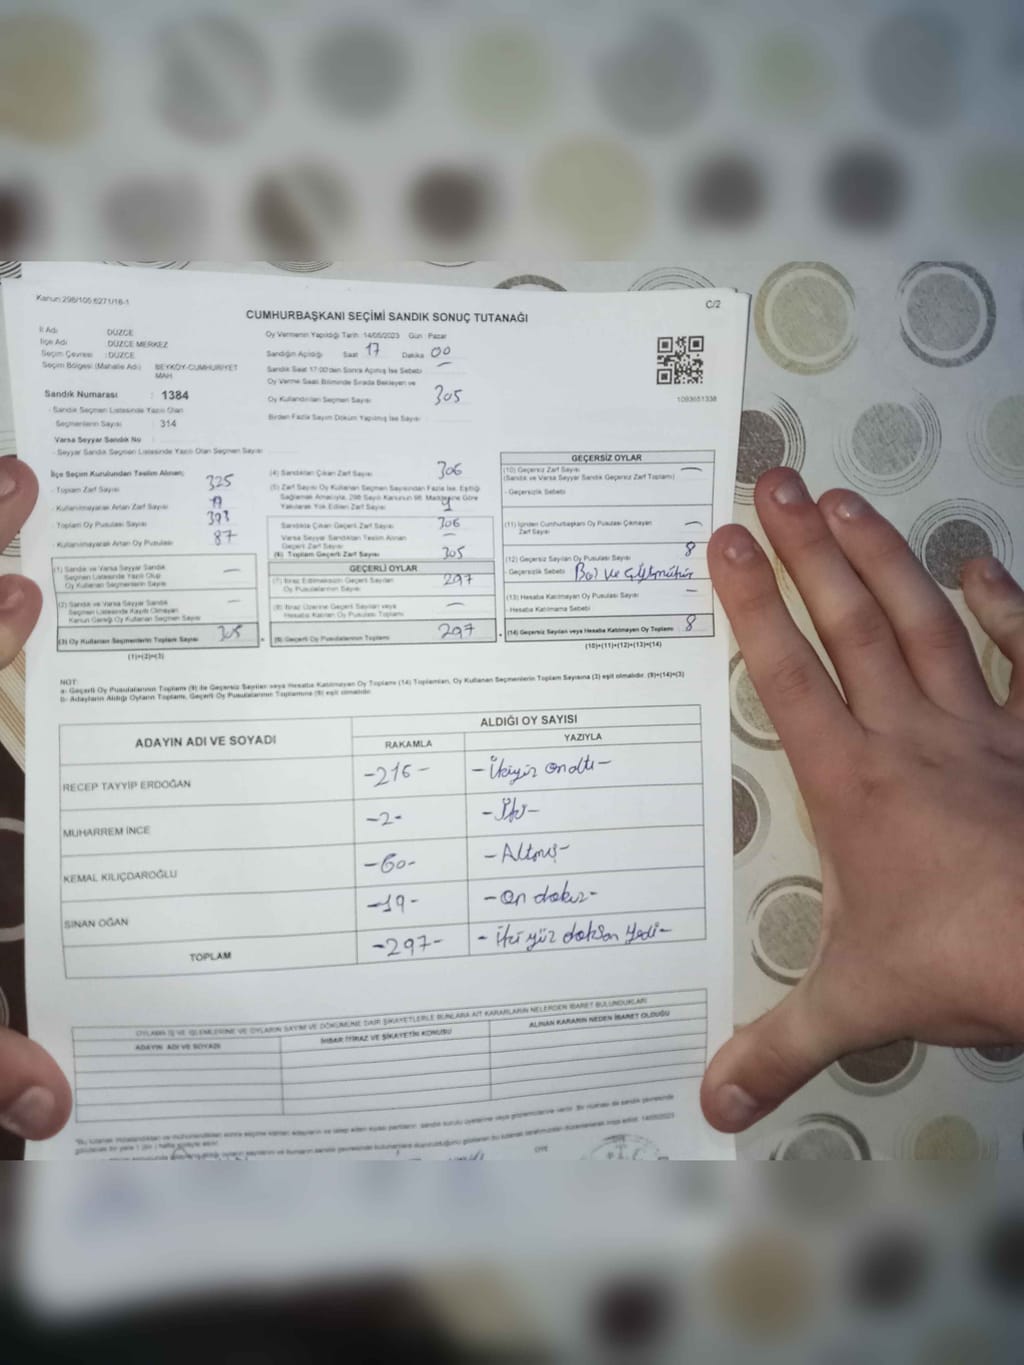 Kanun:298/105;6271/18-1
C/2
CUMHURBAŞKANI SEÇİMİ SANDIK SONUÇ TUTANAĞI
İl Adı DÜZCE
İlçe Adı DÜZCE MERKEZ
Seçim Çevresi : DÜZCE
Seçim Bölgesi (Mahalle Adı) BEYKÖY-CUMHURİYET
MAH
Sandık Numarası : 1384
- Sandık Seçmen Listesinde Yazılı Olan
Seçmenlerin Sayısı 314
Varsa Seyyar Sandık No
- Seyyar Sandık Seçmen Listesinde Yazılı Olan Seçmen Sayısı
Oy Vermenin Yapıldığı Tarih : 14/05/2023 Gün : Pazar
Sandığın Açıldığı Saat 17 Dakika 00
Sandık Saat 17:00'den Sonra Açılmış İse Sebebi
Oy Verme Saati Bitiminde Sırada Bekleyen ve
Oy Kullandırılan Seçmen Sayısı 305
Birden Fazla Sayım Döküm Yapılmış İse Sayısı
1093651338
İlçe Seçim Kurulundan Teslim Alınan;
- Toplam Zarf Sayısı 325
- Kullanılmayarak Artan Zarf Sayısı
- Toplam Oy Pusulası Sayısı 393
- Kullanılmayarak Artan Oy Pusulası 87
(1) Sandık ve Varsa Seyyar Sandık
Seçmen Listesinde Yazılı Olup
Oy Kullanan Seçmenlerin Sayısı —
(2) Sandık ve Varsa Seyyar Sandık
Seçmen Listesinde Kayıtlı Olmayan
Kanun Gereği Oy Kullanan Seçmen Sayısı —
(3) Oy Kullanan Seçmenlerin Toplam Sayısı 305
(1)+(2)=(3)
(4) Sandıktan Çıkan Zarf Sayısı 306
(5) Zarf Sayısı Oy Kullanan Seçmen Sayısından Fazla İse, Eşitliği
Sağlamak Amacıyla, 298 Sayılı Kanunun 98. Maddesine Göre
Yakılarak Yok Edilen Zarf Sayısı 1
Sandıkta Çıkan Geçerli Zarf Sayısı 306
Varsa Seyyar Sandıktan Teslim Alınan
Geçerli Zarf Sayısı —
(6) Toplam Geçerli Zarf Sayısı 305
GEÇERLİ OYLAR
(7) İtiraz Edilmeksizin Geçerli Sayılan
Oy Pusulalarının Sayısı 297
(8) İtiraz Üzerine Geçerli Sayılan veya
Hesaba Katılan Oy Pusulası Toplamı —
(9) Geçerli Oy Pusulalarının Toplamı 297
GEÇERSİZ OYLAR
(10) Geçersiz Zarf Sayısı —
(Sandık ve Varsa Seyyar Sandık Geçersiz Zarf Toplamı)
- Geçersizlik Sebebi
(11) İçinden Cumhurbaşkanı Oy Pusulası Çıkmayan
Zarf Sayısı —
(12) Geçersiz Sayılan Oy Pusulası Sayısı 8
- Geçersizlik Sebebi Boş ve Çift mühür
(13) Hesaba Katılmayan Oy Pusulası Sayısı —
- Hesaba Katılmama Sebebi
(14) Geçersiz Sayılan veya Hesaba Katılmayan Oy Toplamı 8
(10)+(11)+(12)+(13)=(14)
NOT:
a- Geçerli Oy Pusulalarının Toplamı (9) ile Geçersiz Sayılan veya Hesaba Katılmayan Oy Toplamı (14) Toplamları, Oy Kullanan Seçmenlerin Toplam Sayısına (3) eşit olmalıdır. (9)+(14)=(3)
b- Adayların Aldığı Oyların Toplamı, Geçerli Oy Pusulalarının Toplamına (9) eşit olmalıdır.
ADAYIN ADI VE SOYADI ALDIĞI OY SAYISI
RAKAMLA YAZIYLA
RECEP TAYYİP ERDOĞAN -216- -İkiyüz onaltı-
MUHARREM İNCE -2- -İki-
KEMAL KILIÇDAROĞLU -60- -Altmış-
SİNAN OĞAN -19- -On dokuz-
TOPLAM -297- -İki yüz doksan yedi-
OYLAMA İŞ VE İŞLEMLERİNE VE OYLARIN SAYIM VE DÖKÜMÜNE DAİR ŞİKAYETLERLE BUNLARA AİT KARARLARIN NELERDEN İBARET BULUNDUKLARI
ADAYIN ADI VE SOYADI İHBAR İTİRAZ VE ŞİKAYETİN KONUSU ALINAN KARARIN NEDEN İBARET OLDUĞU